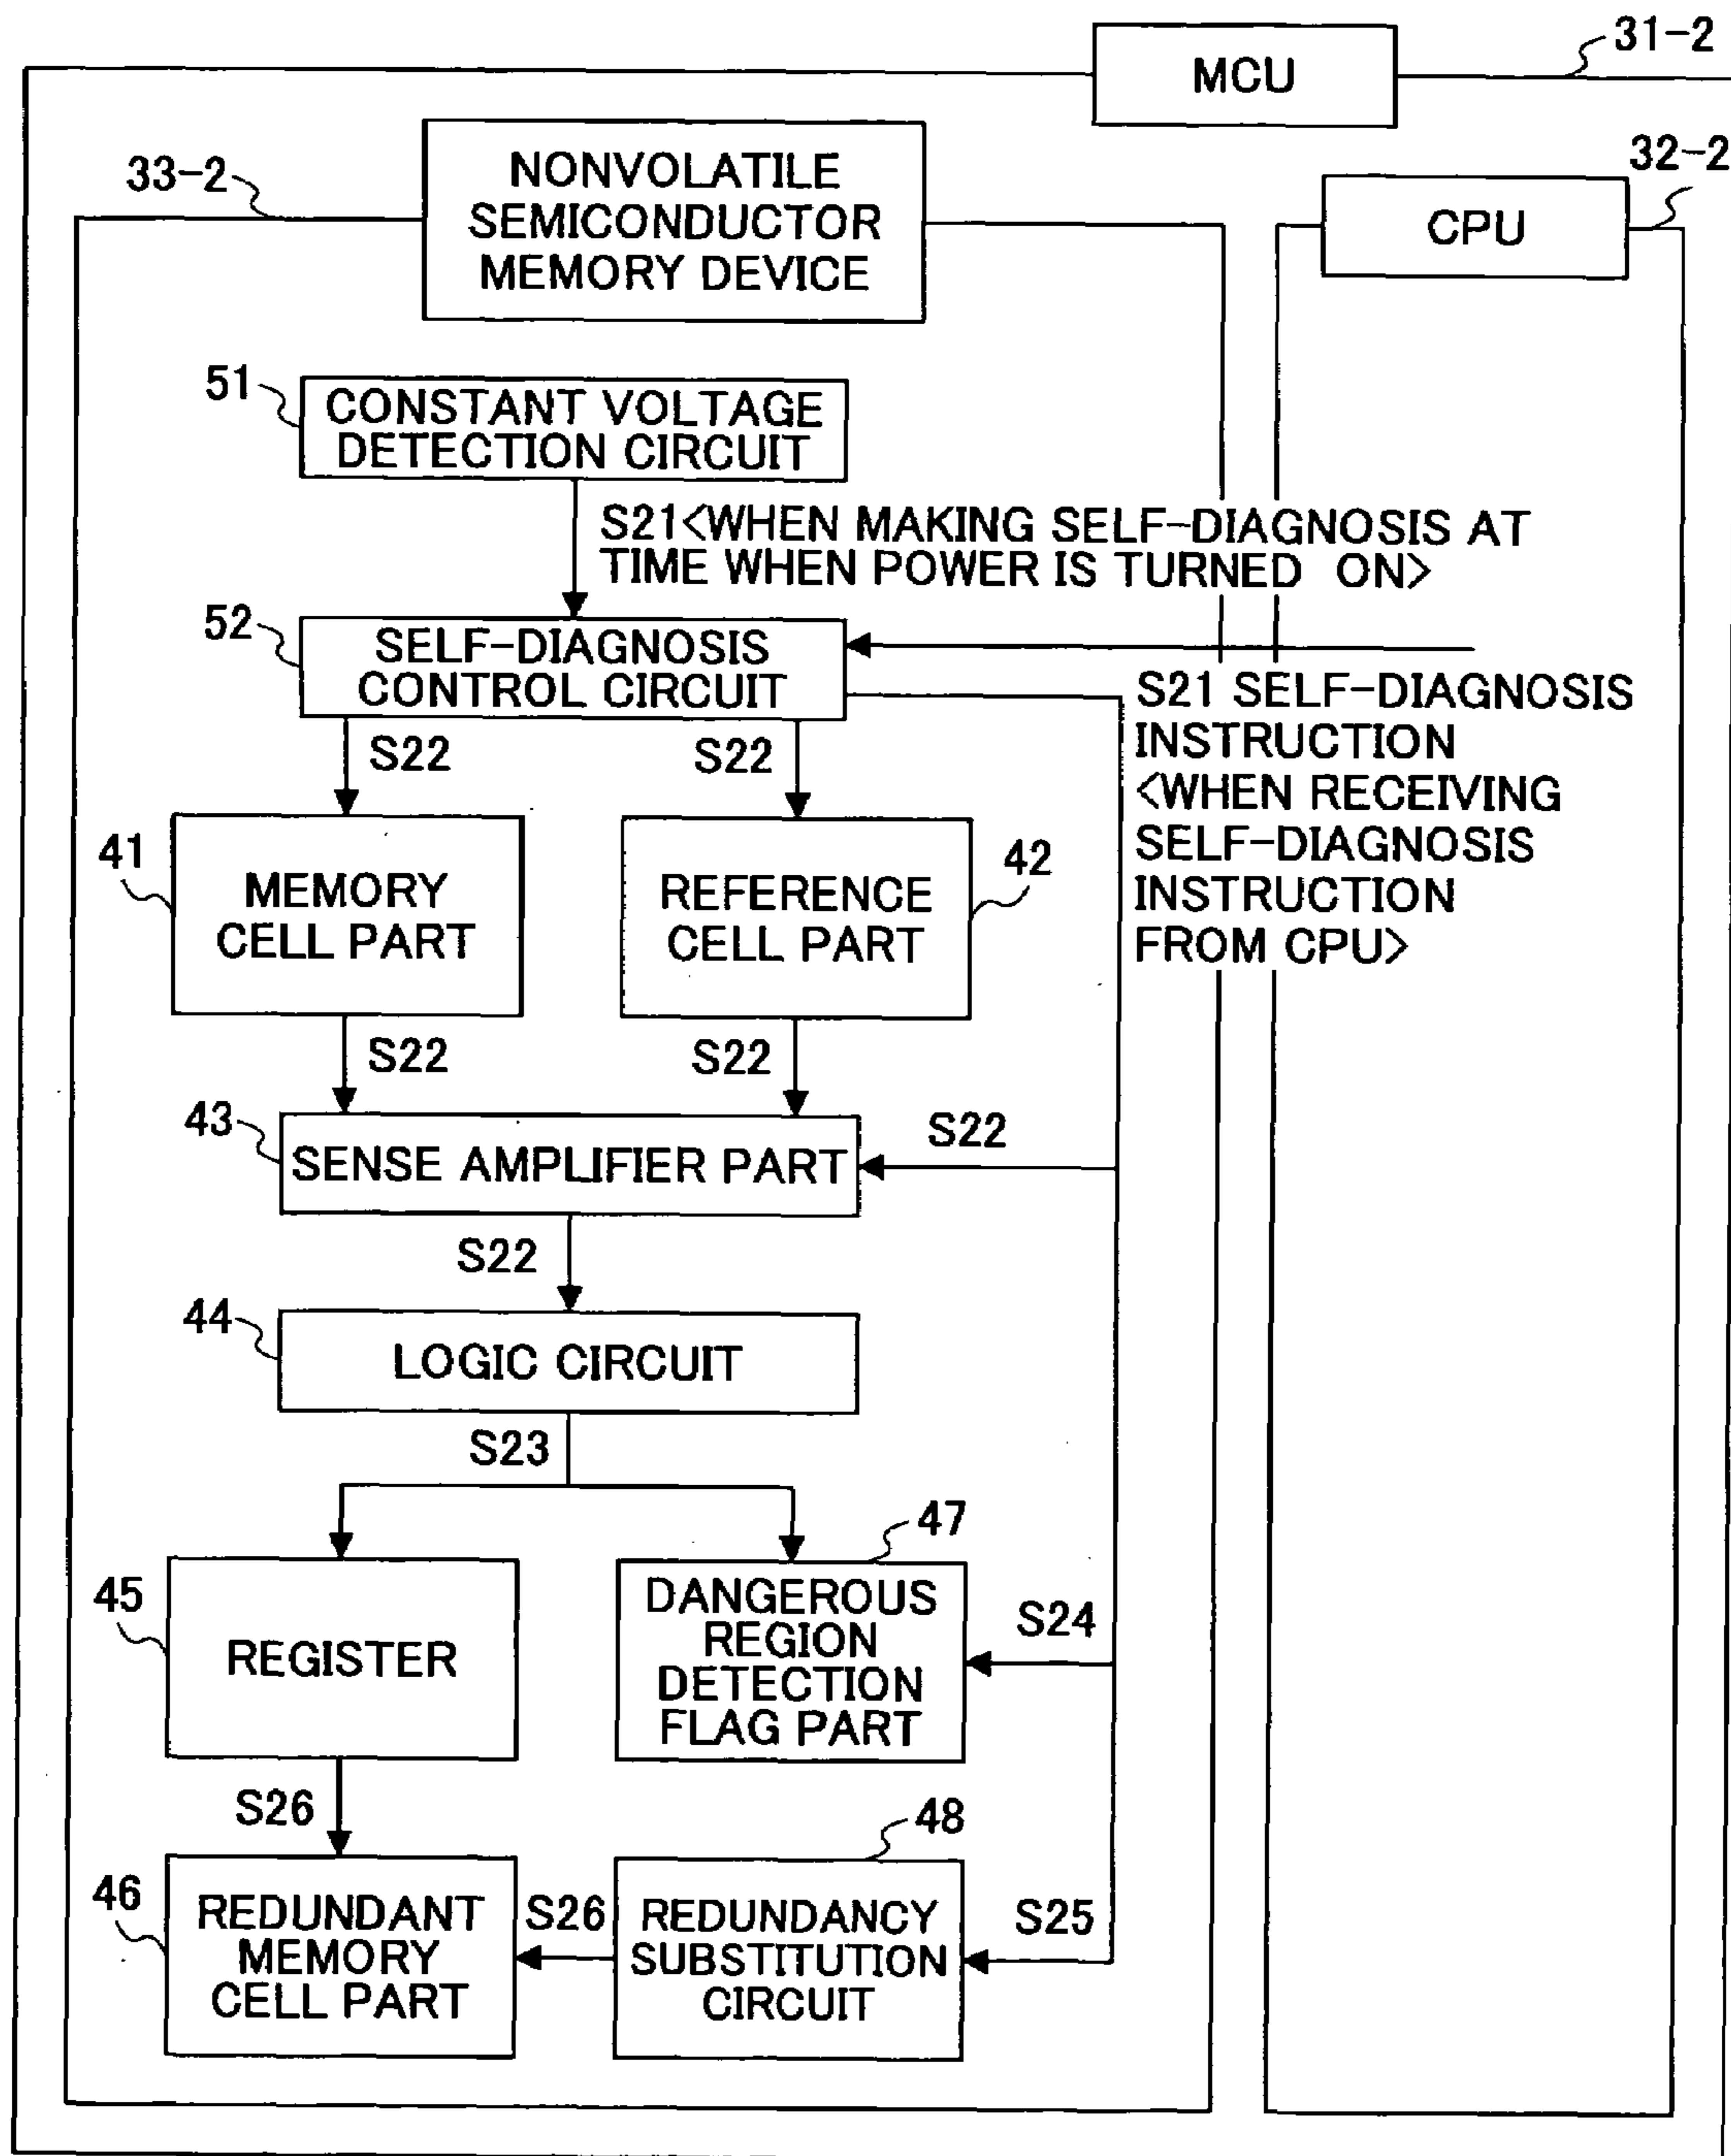 31-2
MCU
32-2
33-2
NONVOLATILE
SEMICONDUCTOR
MEMORY DEVICE
CPU
51
CONSTANT VOLTAGE
DETECTION CIRCUIT
S21<WHEN MAKING SELF-DIAGNOSIS AT
TIME WHEN POWER IS TURNED ON>
52
SELF-DIAGNOSIS
CONTROL CIRCUIT
S21 SELF-DIAGNOSIS
INSTRUCTION
<WHEN RECEIVING
SELF-DIAGNOSIS
INSTRUCTION
FROM CPU>
S22
S22
41
MEMORY
CELL PART
42
REFERENCE
CELL PART
S22
S22
43
SENSE AMPLIFIER PART
S22
S22
44
LOGIC CIRCUIT
S23
47
45
REGISTER
DANGEROUS
REGION
DETECTION
FLAG PART
S24
S26
48
46
REDUNDANT
MEMORY
CELL PART
S26
REDUNDANCY
SUBSTITUTION
CIRCUIT
S25